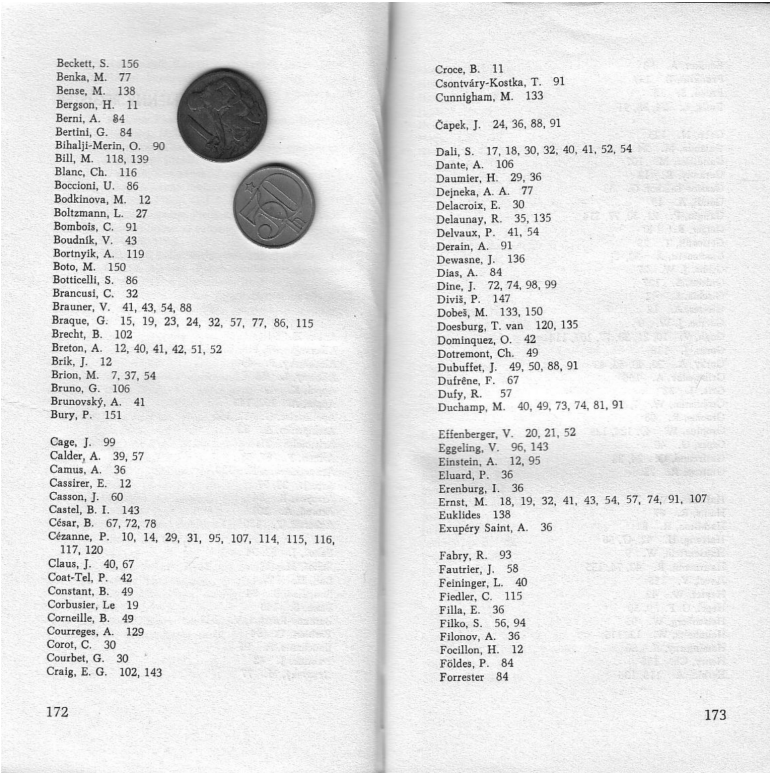 Beckett, S. 156
Benka, M. 77
Bense, M. 138
Bergson, H. 11
Berni, A. 84
Bertini, G. 84
Bihalji-Merin, O. 90
Bill, M. 118, 139
Blanc, Ch. 116
Boccioni, U. 86
Bodkinova, M. 12
Boltzmann, L. 27
Bombois, C. 91
Boudník, V. 43
Bortnyik, A. 119
Boto, M. 150
Botticelli, S. 86
Brancusi, C. 32
Brauner, V. 41, 43, 54, 88
Braque, G. 15, 19, 23, 24, 32, 57, 77, 86, 115
Brecht, B. 102
Breton, A. 12, 40, 41, 42, 51, 52
Brik, J. 12
Brion, M. 7, 37, 54
Bruno, G. 106
Brunovský, A. 41
Bury, P. 151
Cage, J. 99
Calder, A. 39, 57
Camus, A. 36
Cassirer, E. 12
Casson, J. 60
Castel, B. I. 143
César, B. 67, 72, 78
Cézanne, P. 10, 14, 29, 31, 95, 107, 114, 115, 116,
117, 120
Claus, J. 40, 67
Coat-Tel, P. 42
Constant, B. 49
Corbusier, Le 19
Corneille, B. 49
Courreges, A. 129
Corot, C. 30
Courbet, G. 30
Craig, E. G. 102, 143
172
50
h
Croce, B. 11
Csontváry-Kostka, T. 91
Cunnigham, M. 133
Čapek, J. 24, 36, 88, 91
Dali, S. 17, 18, 30, 32, 40, 41, 52, 54
Dante, A. 106
Daumier, H. 29, 36
Dejneka, A. A. 77
Delacroix, E. 30
Delaunay, R. 35, 135
Delvaux, P. 41, 54
Derain, A. 91
Dewasne, J. 136
Dias, A. 84
Dine, J. 72, 74, 98, 99
Diviš, P. 147
Dobeš, M. 133, 150
Doesburg, T. van 120, 135
Dominquez, O. 42
Dotremont, Ch. 49
Dubuffet, J. 49, 50, 88, 91
Dufrêne, F. 67
Dufy, R. 57
Duchamp, M. 40, 49, 73, 74, 81, 91
Effenberger, V. 20, 21, 52
Eggeling, V. 96, 143
Einstein, A. 12, 95
Eluard, P. 36
Erenburg, I. 36
Ernst, M. 18, 19, 32, 41, 43, 54, 57, 74, 91, 107
Euklides 138
Exupéry Saint, A. 36
Fabry, R. 93
Fautrier, J. 58
Feininger, L. 40
Fiedler, C. 115
Filla, E. 36
Filko, S. 56, 94
Filonov, A. 36
Focillon, H. 12
Földes, P. 84
Forrester 84
173